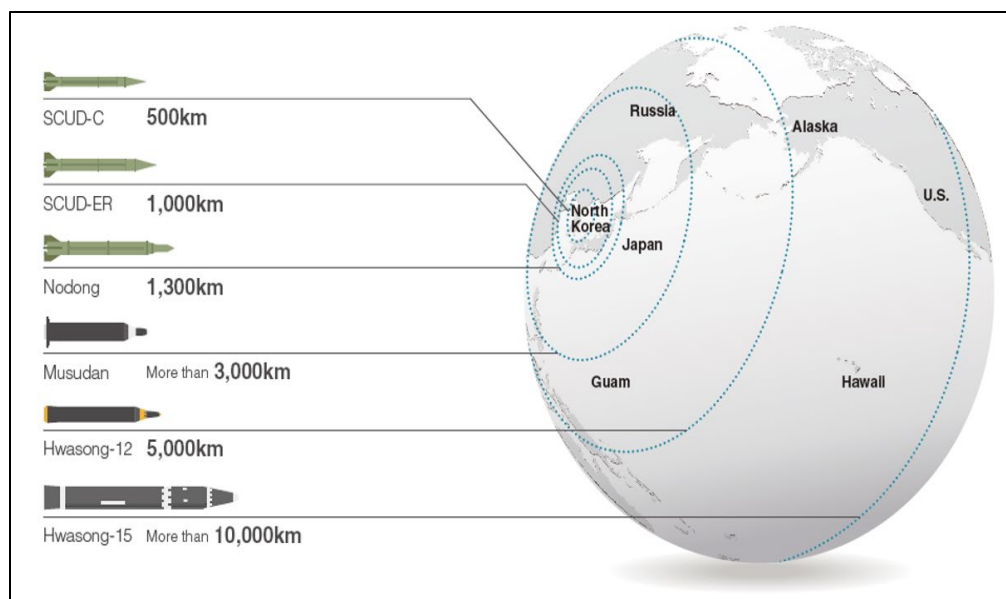 SCUD-C 500km
SCUD-ER 1,000km
Nodong 1,300km
Musudan More than 3,000km
Hwasong-12 5,000km
Hwasong-15 More than 10,000km
Russia
Alaska
U.S.
North
Korea
Japan
Guam
Hawaii